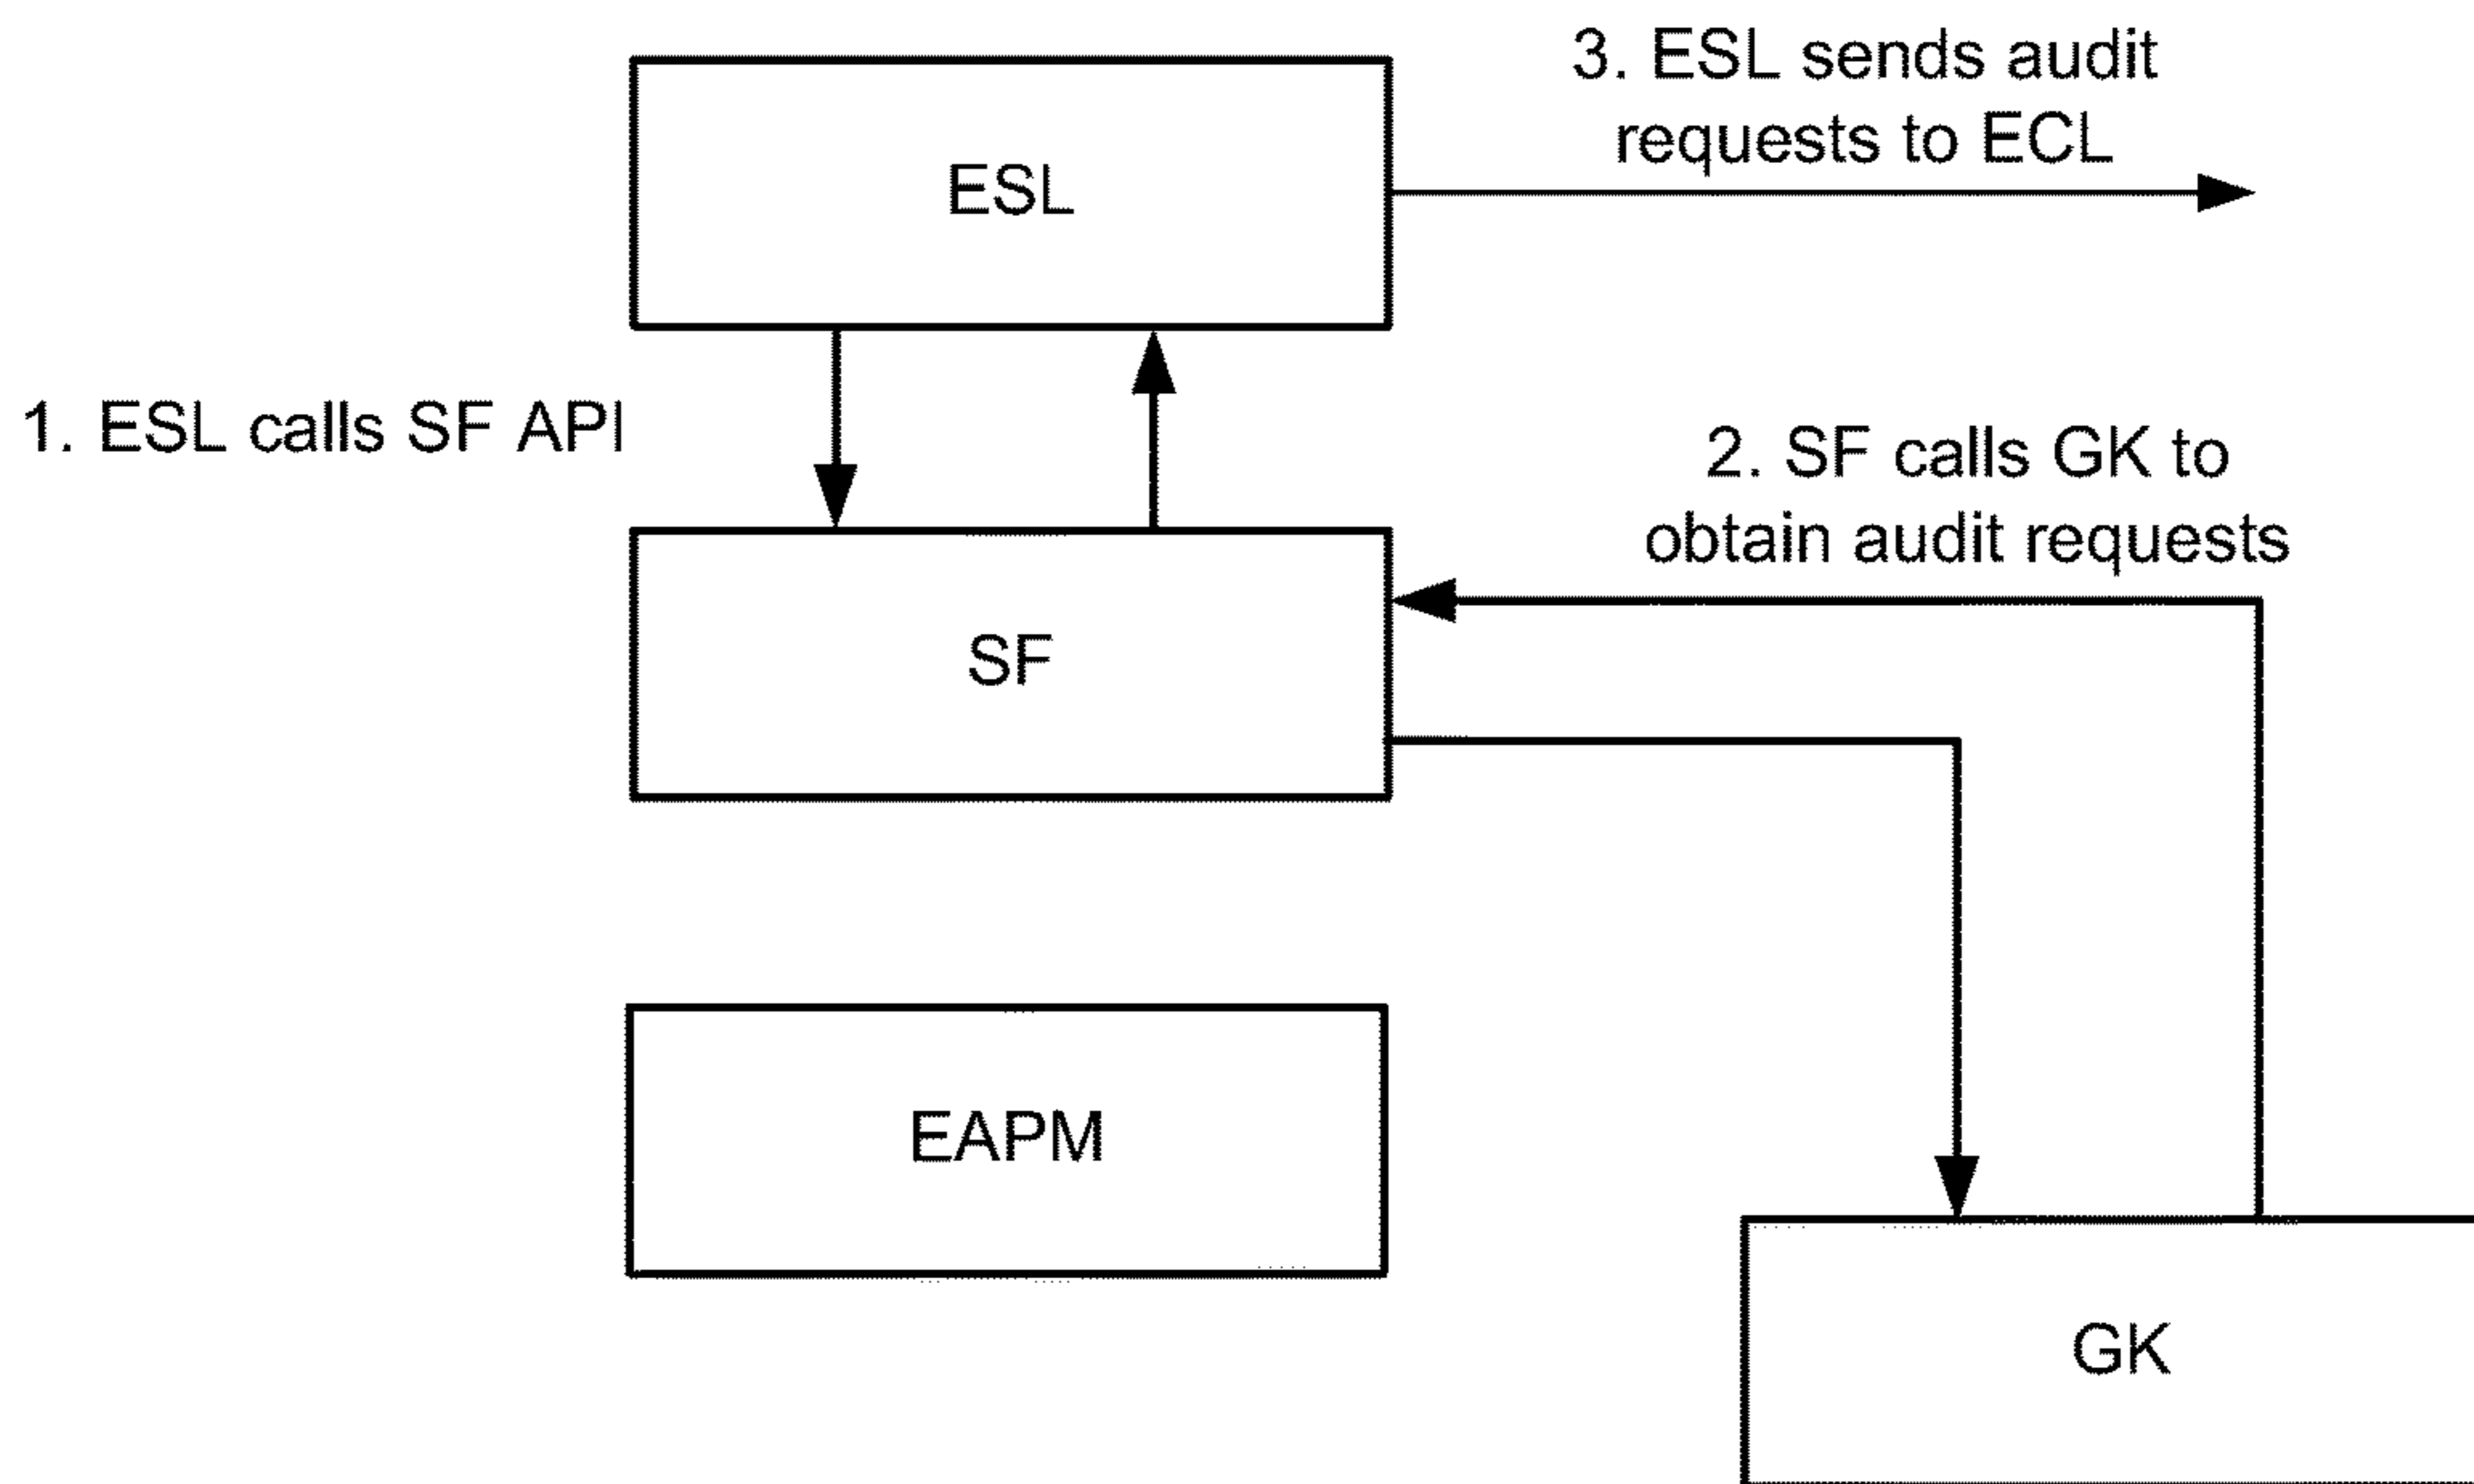 3. ESL sends audit
requests to ECL
ESL
1. ESL calls SF API
2. SF calls GK to
obtain audit requests
SF
EAPM
GK